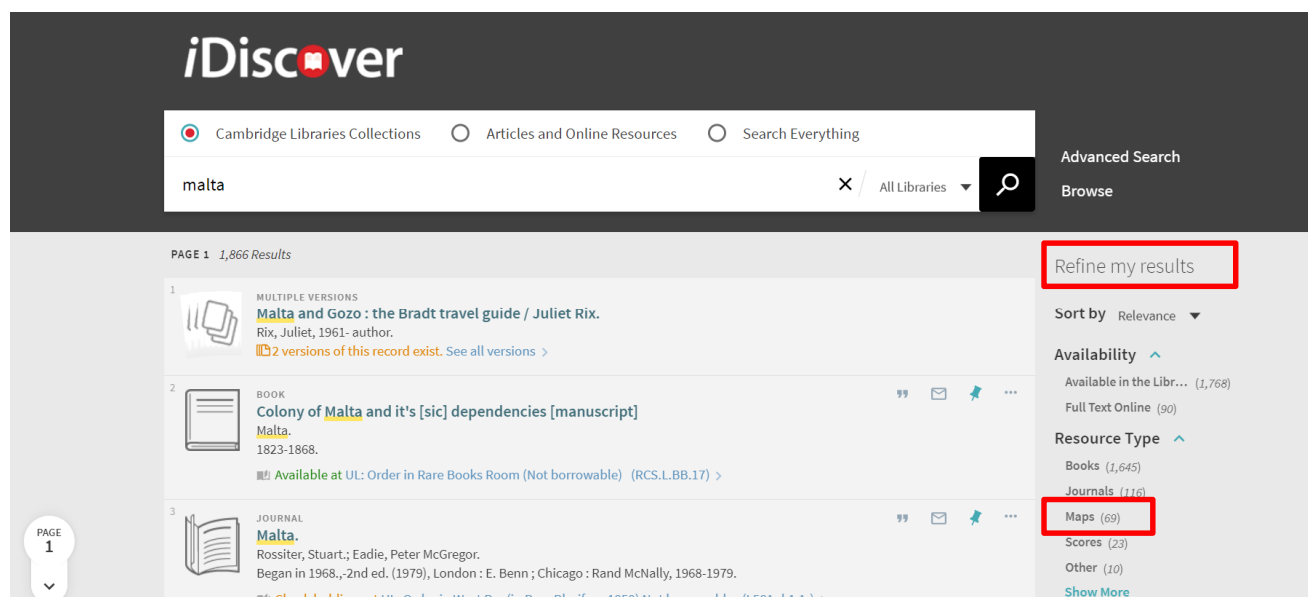 iDiscover
Cambridge Libraries Collections Articles and Online Resources Search Everything
malta
All Libraries
Advanced Search
Browse
PAGE 1 1,866 Results
1
MULTIPLE VERSIONS
Malta and Gozo : the Bradt travel guide / Juliet Rix.
Rix, Juliet, 1961- author.
2 versions of this record exist. See all versions >
2
BOOK
Colony of Malta and it's [sic] dependencies [manuscript]
Malta.
1823-1868.
Available at UL: Order in Rare Books Room (Not borrowable) (RCS.L.BB.17) >
3
JOURNAL
Malta.
Rossiter, Stuart.; Eadie, Peter McGregor.
Began in 1968.,-2nd ed. (1979), London : E. Benn ; Chicago : Rand McNally, 1968-1979.
PAGE
1
Refine my results
Sort by Relevance
Availability
Available in the Libr... (1,768)
Full Text Online (90)
Resource Type
Books (1,645)
Journals (116)
Maps (69)
Scores (23)
Other (10)
Show More